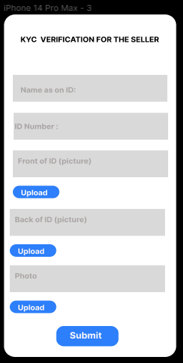 iPhone 14 Pro Max - 3
KYC VERIFICATION FOR THE SELLER
Name as on ID:
ID Number :
Front of ID (picture)
Upload
Back of ID (picture)
Upload
Photo
Upload
Submit